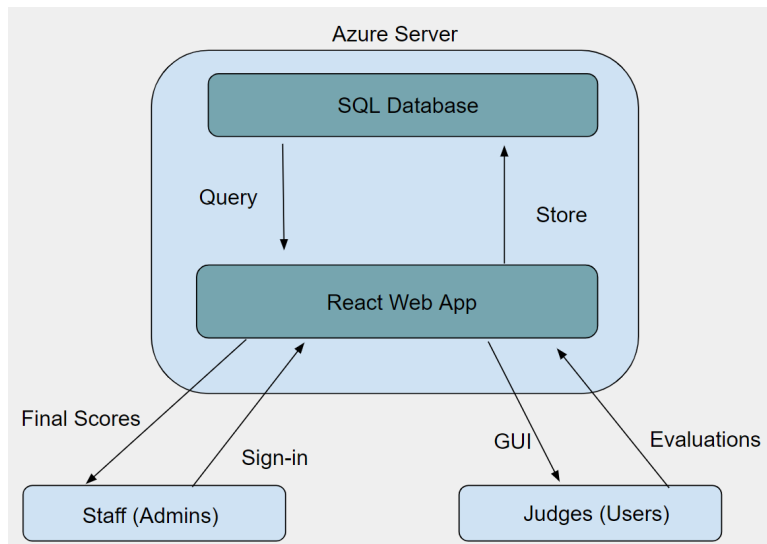 Azure Server
SQL Database
Query
Store
React Web App
Final Scores
Sign-in
GUI
Evaluations
Staff (Admins)
Judges (Users)